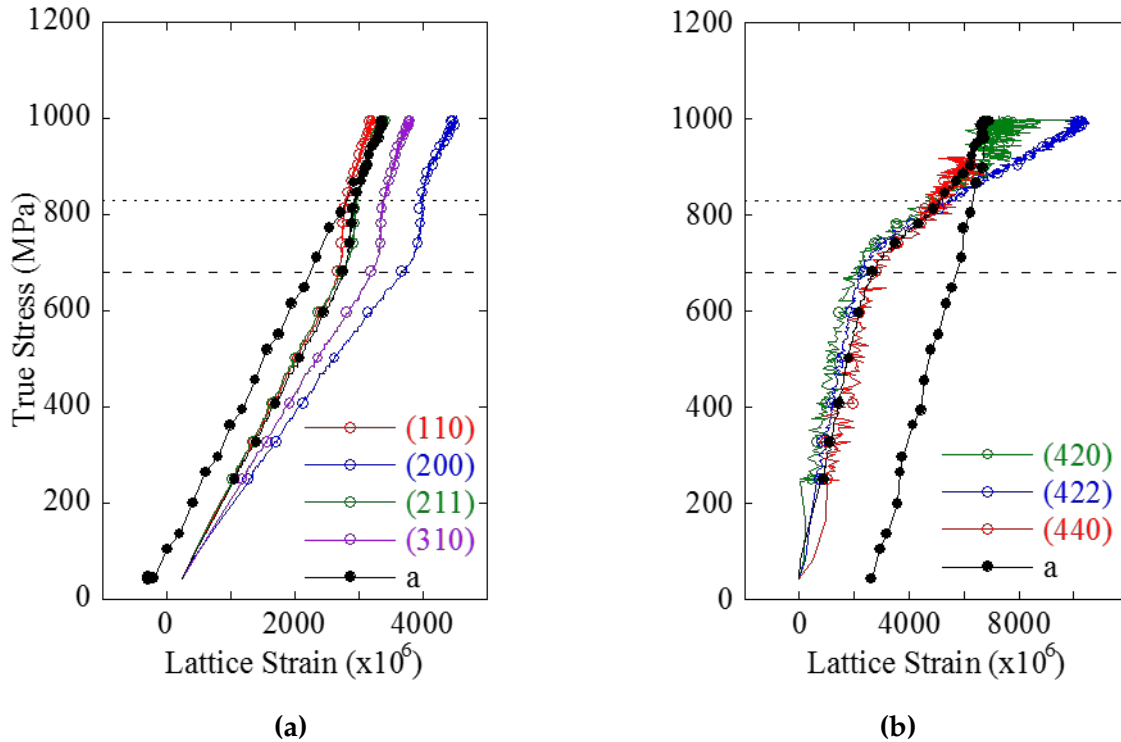 1200
1000
800
600
400
200
0
True Stress (MPa)
(110)
(200)
(211)
(310)
a
0 2000 4000
Lattice Strain (x10⁶)
(a)
1200
1000
800
600
400
200
0
(420)
(422)
(440)
a
0 4000 8000
Lattice Strain (x10⁶)
(b)